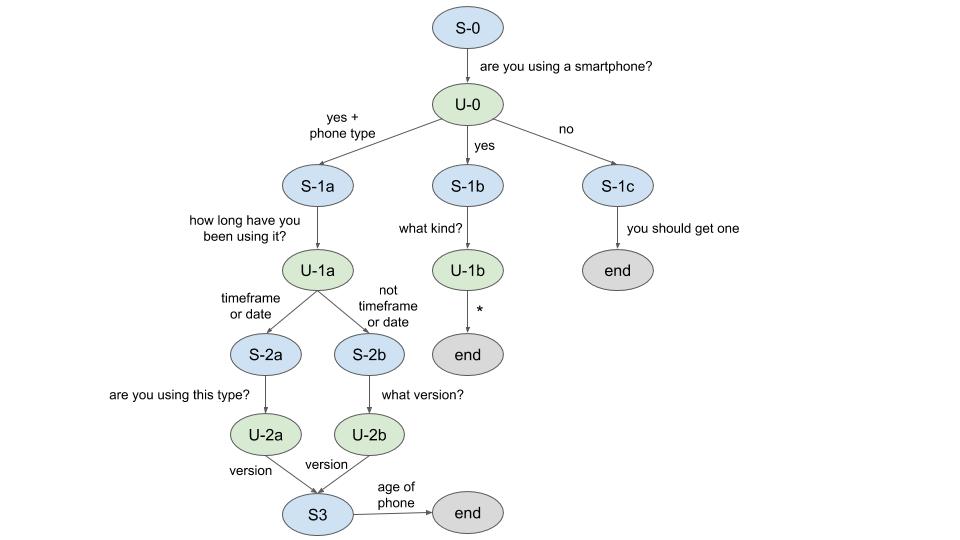 S-0
are you using a smartphone?
U-0
yes +
phone type
yes
no
S-1a
S-1b
S-1c
how long have you
been using it?
what kind?
you should get one
U-1a
U-1b
end
timeframe
or date
not
timeframe
or date
*
S-2a
S-2b
end
are you using this type?
what version?
U-2a
U-2b
version
version
S3
age of
phone
end